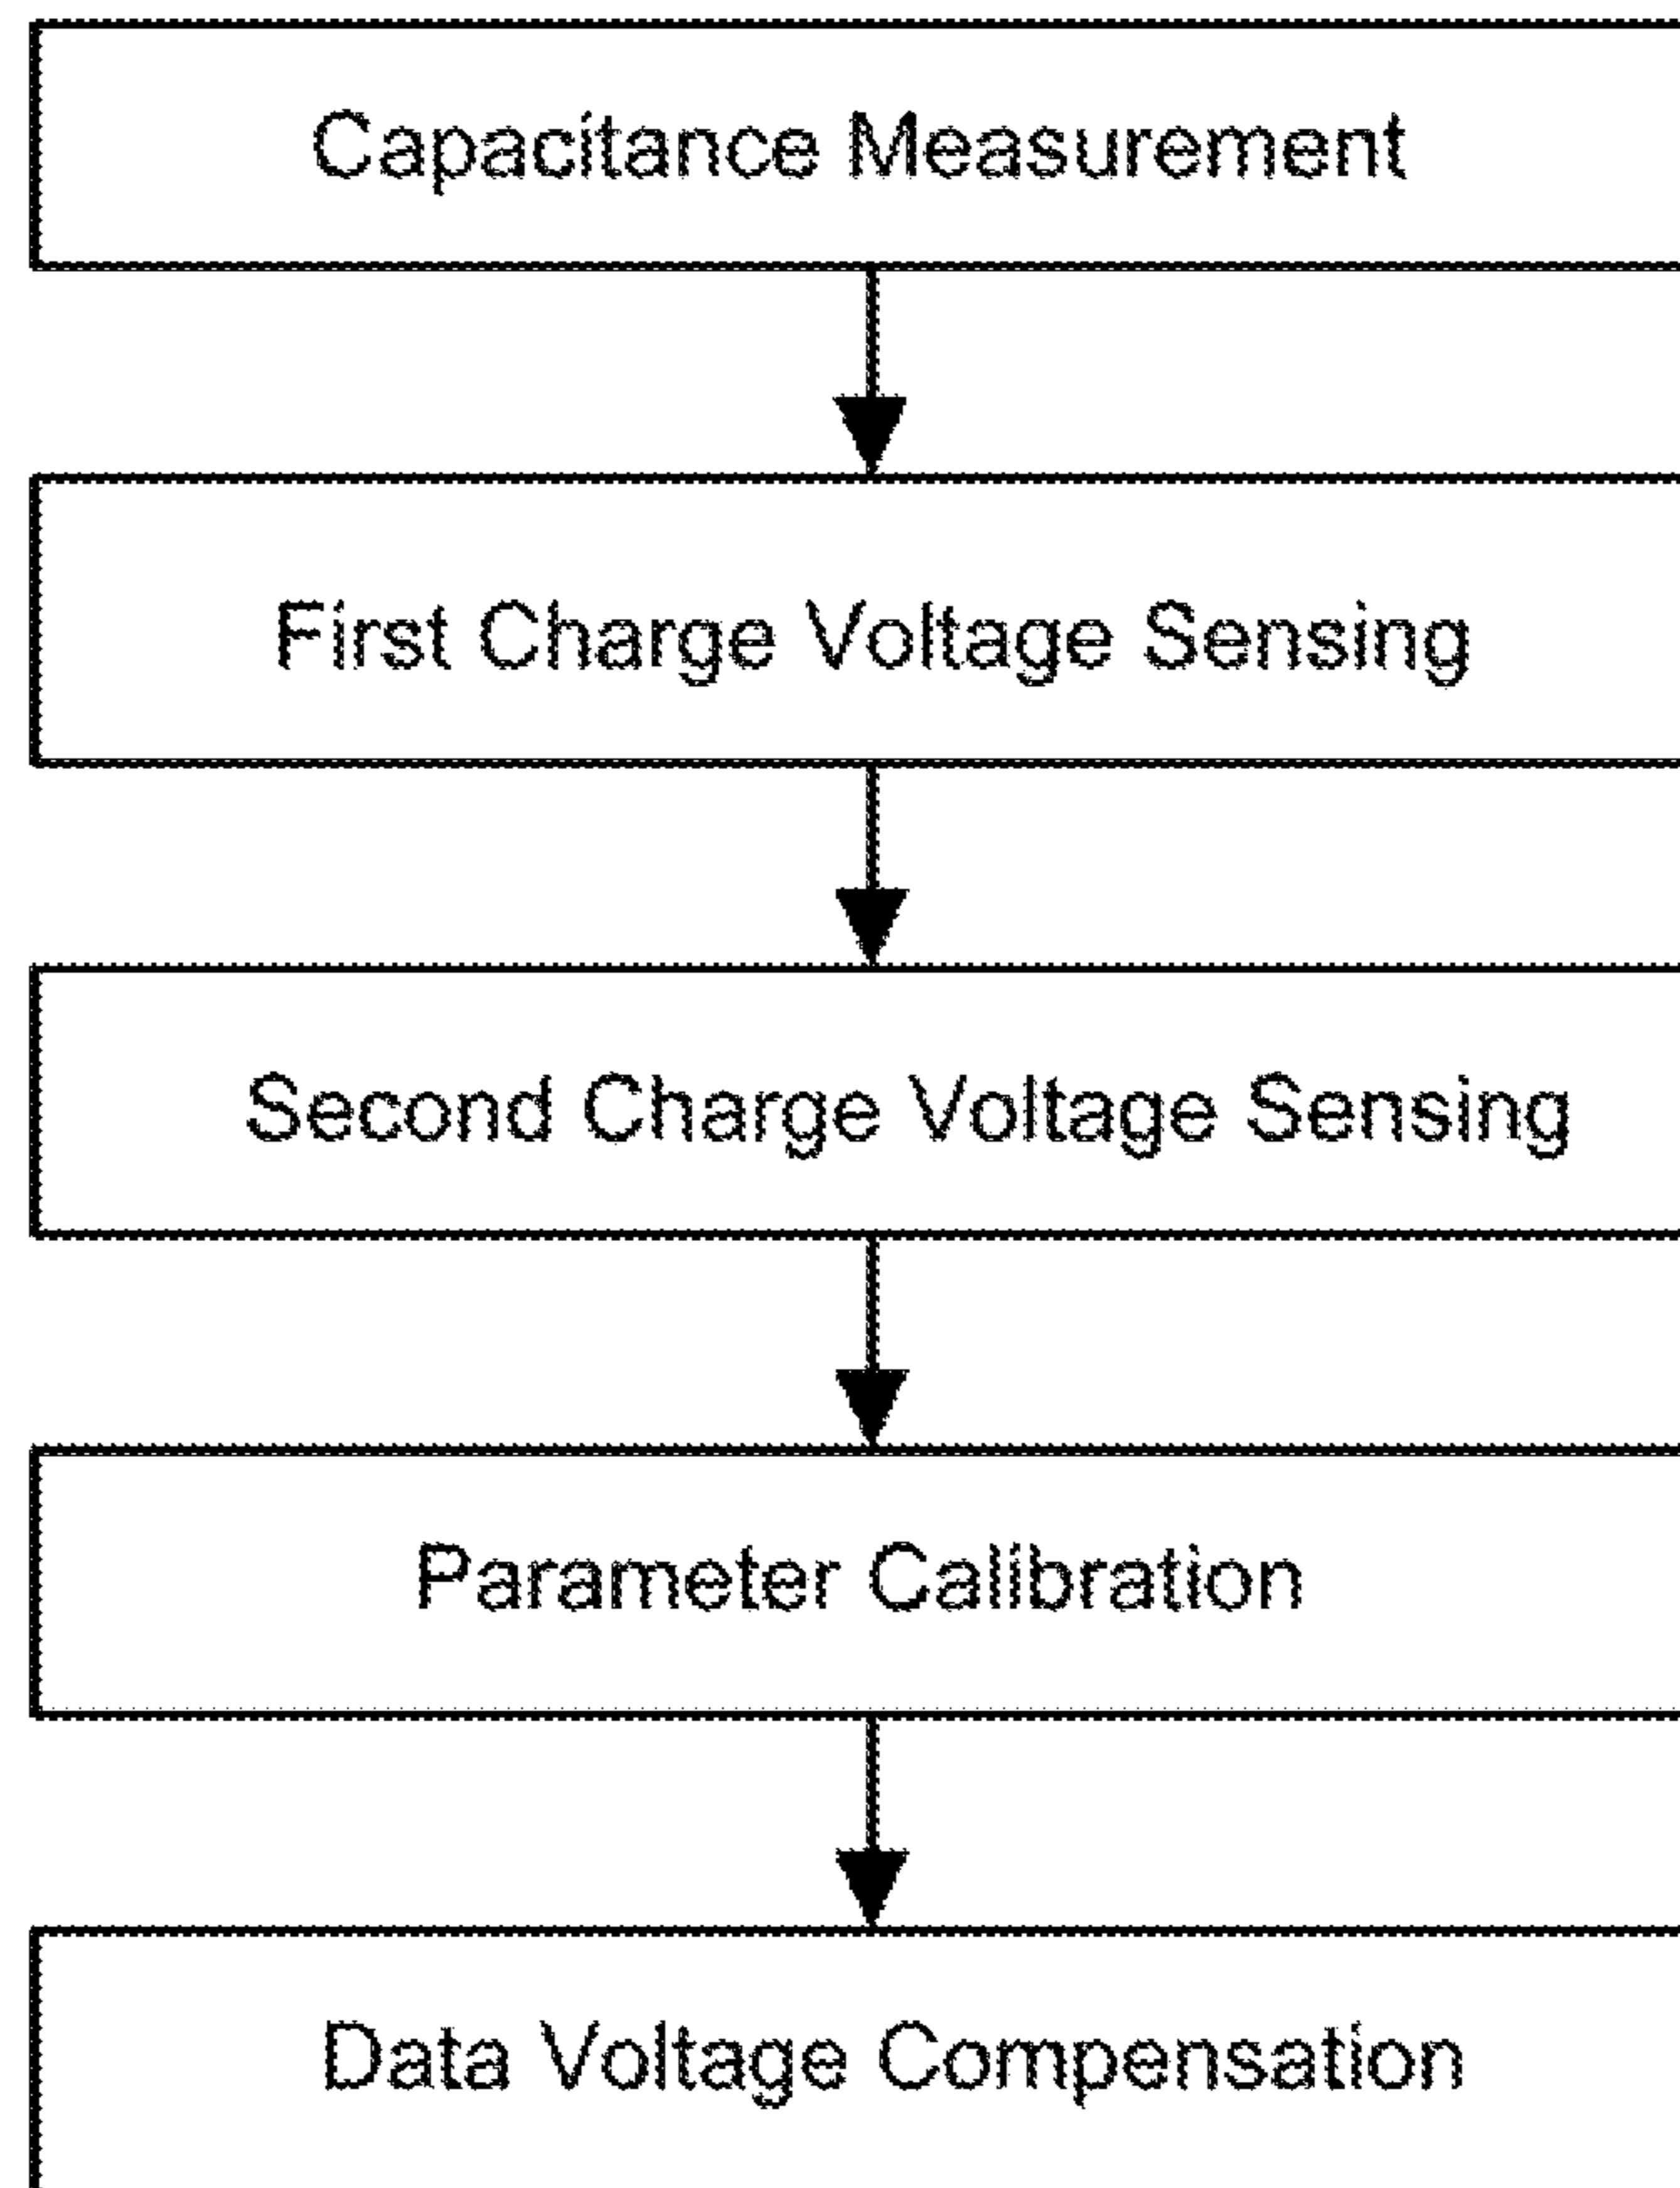 Capacitance Measurement
First Charge Voltage Sensing
Second Charge Voltage Sensing
Parameter Calibration
Data Voltage Compensation